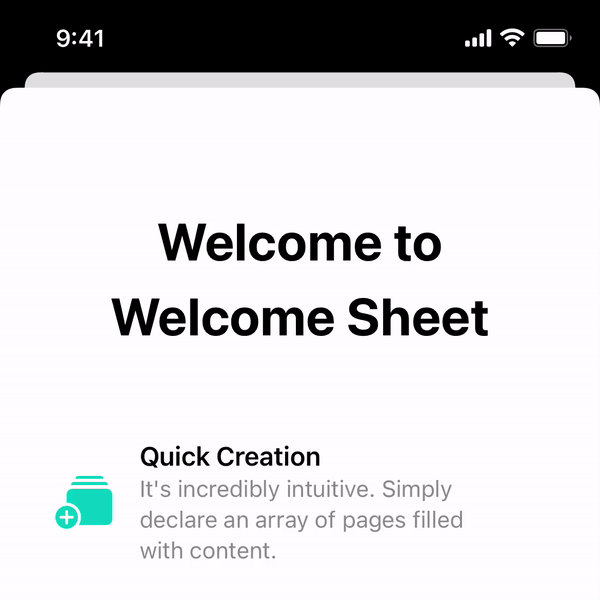 9:41
Welcome to
Welcome Sheet
Quick Creation
It's incredibly intuitive. Simply
declare an array of pages filled
with content.